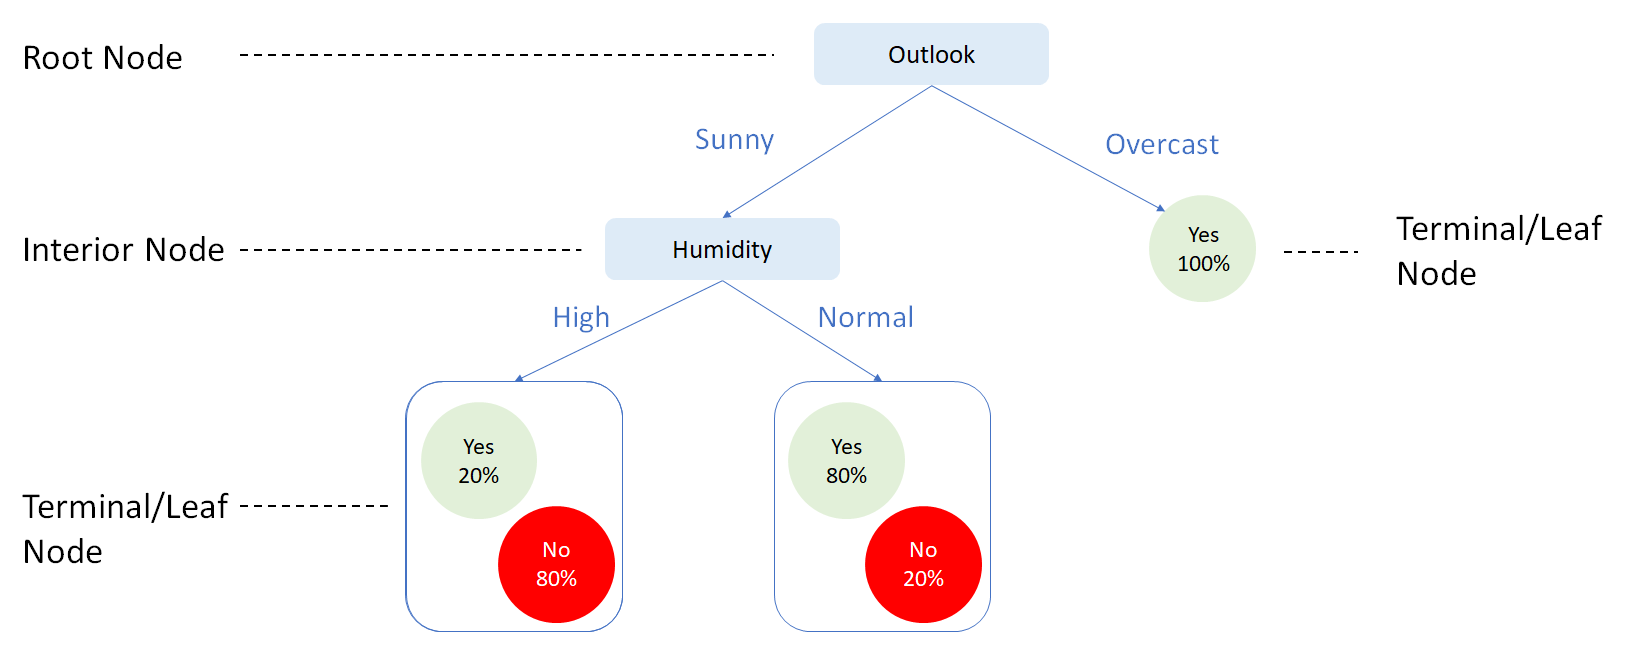 Root Node
Outlook
Sunny
Overcast
Interior Node
Humidity
Yes
100%
Terminal/Leaf
Node
High
Normal
Terminal/Leaf
Node
Yes
20%
No
80%
Yes
80%
No
20%